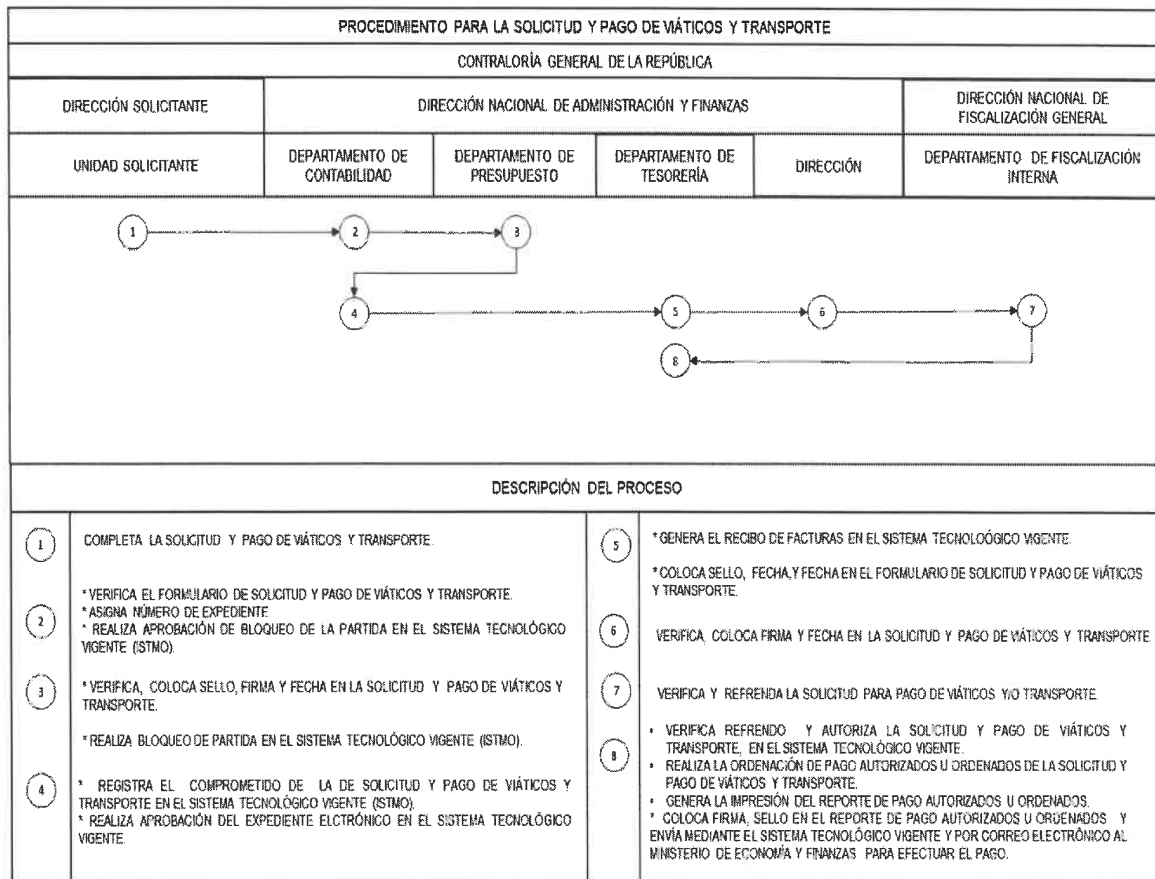 PROCEDIMIENTO PARA LA SOLICITUD Y PAGO DE VIÁTICOS Y TRANSPORTE
CONTRALORÍA GENERAL DE LA REPÚBLICA
DIRECCIÓN SOLICITANTE
DIRECCIÓN NACIONAL DE ADMINISTRACIÓN Y FINANZAS
DIRECCIÓN NACIONAL DE
FISCALIZACIÓN GENERAL
UNIDAD SOLICITANTE
DEPARTAMENTO DE
CONTABILIDAD
DEPARTAMENTO DE
PRESUPUESTO
DEPARTAMENTO DE
TESORERÍA
DIRECCIÓN
DEPARTAMENTO DE FISCALIZACIÓN
INTERNA
1
2
3
4
5
6
7
8
DESCRIPCIÓN DEL PROCESO
1
COMPLETA LA SOLICITUD Y PAGO DE VIÁTICOS Y TRANSPORTE
2
* VERIFICA EL FORMULARIO DE SOLICITUD Y PAGO DE VIÁTICOS Y TRANSPORTE.
* ASIGNA NÚMERO DE EXPEDIENTE
* REALIZA APROBACIÓN DE BLOQUEO DE LA PARTIDA EN EL SISTEMA TECNOLÓGICO
VIGENTE (ISTMO).
3
* VERIFICA, COLOCA SELLO, FIRMA Y FECHA EN LA SOLICITUD Y PAGO DE VIÁTICOS Y
TRANSPORTE.
* REALIZA BLOQUEO DE PARTIDA EN EL SISTEMA TECNOLÓGICO VIGENTE (ISTMO).
4
* REGISTRA EL COMPROMETIDO DE LA DE SOLICITUD Y PAGO DE VIÁTICOS Y
TRANSPORTE EN EL SISTEMA TECNOLÓGICO VIGENTE (ISTMO).
* REALIZA APROBACIÓN DEL EXPEDIENTE ELCTRÓNICO EN EL SISTEMA TECNOLÓGICO
VIGENTE.
5
* GENERA EL RECIBO DE FACTURAS EN EL SISTEMA TECNOLOÓGICO VIGENTE.
* COLOCA SELLO, FECHA,Y FECHA EN EL FORMULARIO DE SOLICITUD Y PAGO DE VIÁTICOS
Y TRANSPORTE.
6
VERIFICA, COLOCA FIRMA Y FECHA EN LA SOLICITUD Y PAGO DE VIÁTICOS Y TRANSPORTE
7
VERIFICA Y REFRENDA LA SOLICITUD PARA PAGO DE VIÁTICOS Y/O TRANSPORTE.
8
• VERIFICA REFRENDO Y AUTORIZA LA SOLICITUD Y PAGO DE VIÁTICOS Y
TRANSPORTE, EN EL SISTEMA TECNOLÓGICO VIGENTE.
• REALIZA LA ORDENACIÓN DE PAGO AUTORIZADOS U ORDENADOS DE LA SOLICITUD Y
PAGO DE VIÁTICOS Y TRANSPORTE.
• GENERA LA IMPRESIÓN DEL REPORTE DE PAGO AUTORIZADOS U ORDENADOS.
* COLOCA FIRMA, SELLO EN EL REPORTE DE PAGO AUTORIZADOS U ORDENADOS Y
ENVÍA MEDIANTE EL SISTEMA TECNOLÓGICO VIGENTE Y POR CORREO ELECTRÓNICO AL
MINISTERIO DE ECONOMÍA Y FINANZAS PARA EFECTUAR EL PAGO.